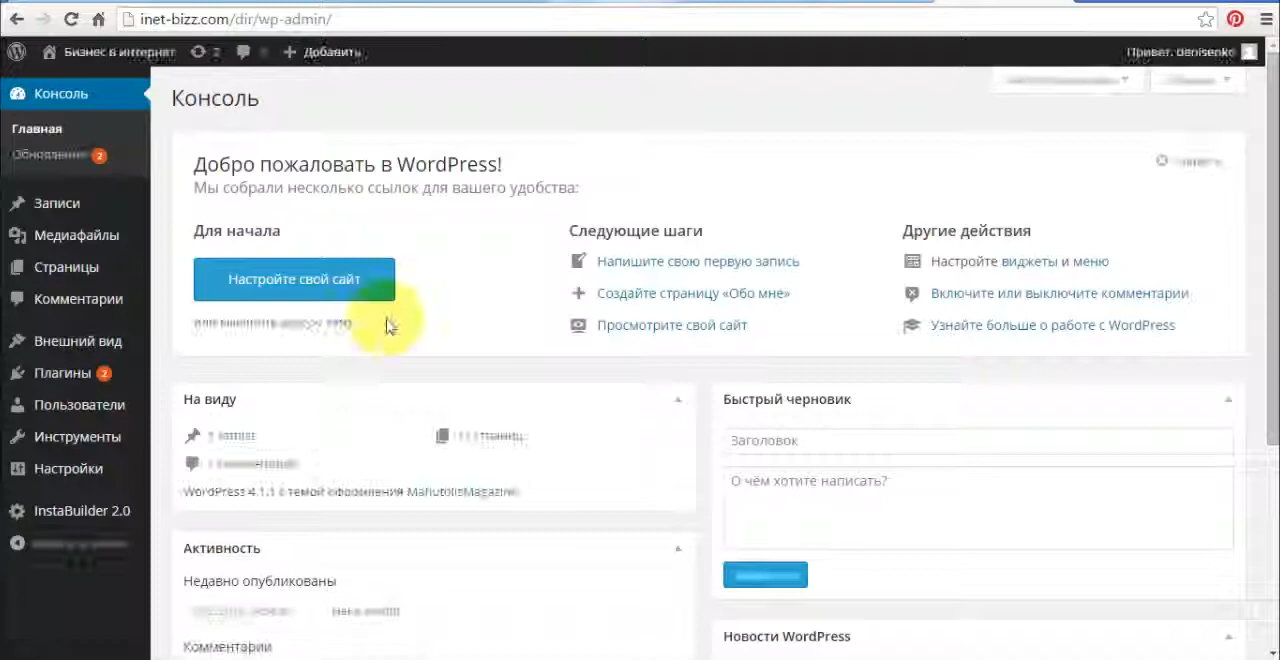 inet-bizz.com/dir/wp-admin/
Бизнес в интернет 2 Добавить Привет, denisenko
Консоль
Главная
Обновления 2
Записи
Медиафайлы
Страницы
Комментарии
Внешний вид
Плагины 2
Пользователи
Инструменты
Настройки
InstaBuilder 2.0
Консоль
Добро пожаловать в WordPress!
Мы собрали несколько ссылок для вашего удобства:
Для начала
Настройте свой сайт
Следующие шаги
Напишите свою первую запись
Создайте страницу «Обо мне»
Просмотрите свой сайт
Другие действия
Настройте виджеты и меню
Включите или выключите комментарии
Узнайте больше о работе с WordPress
На виду
WordPress 4.1.1 с темой оформления
Активность
Недавно опубликованы
Комментарии
Быстрый черновик
Заголовок
О чём хотите написать?
Новости WordPress